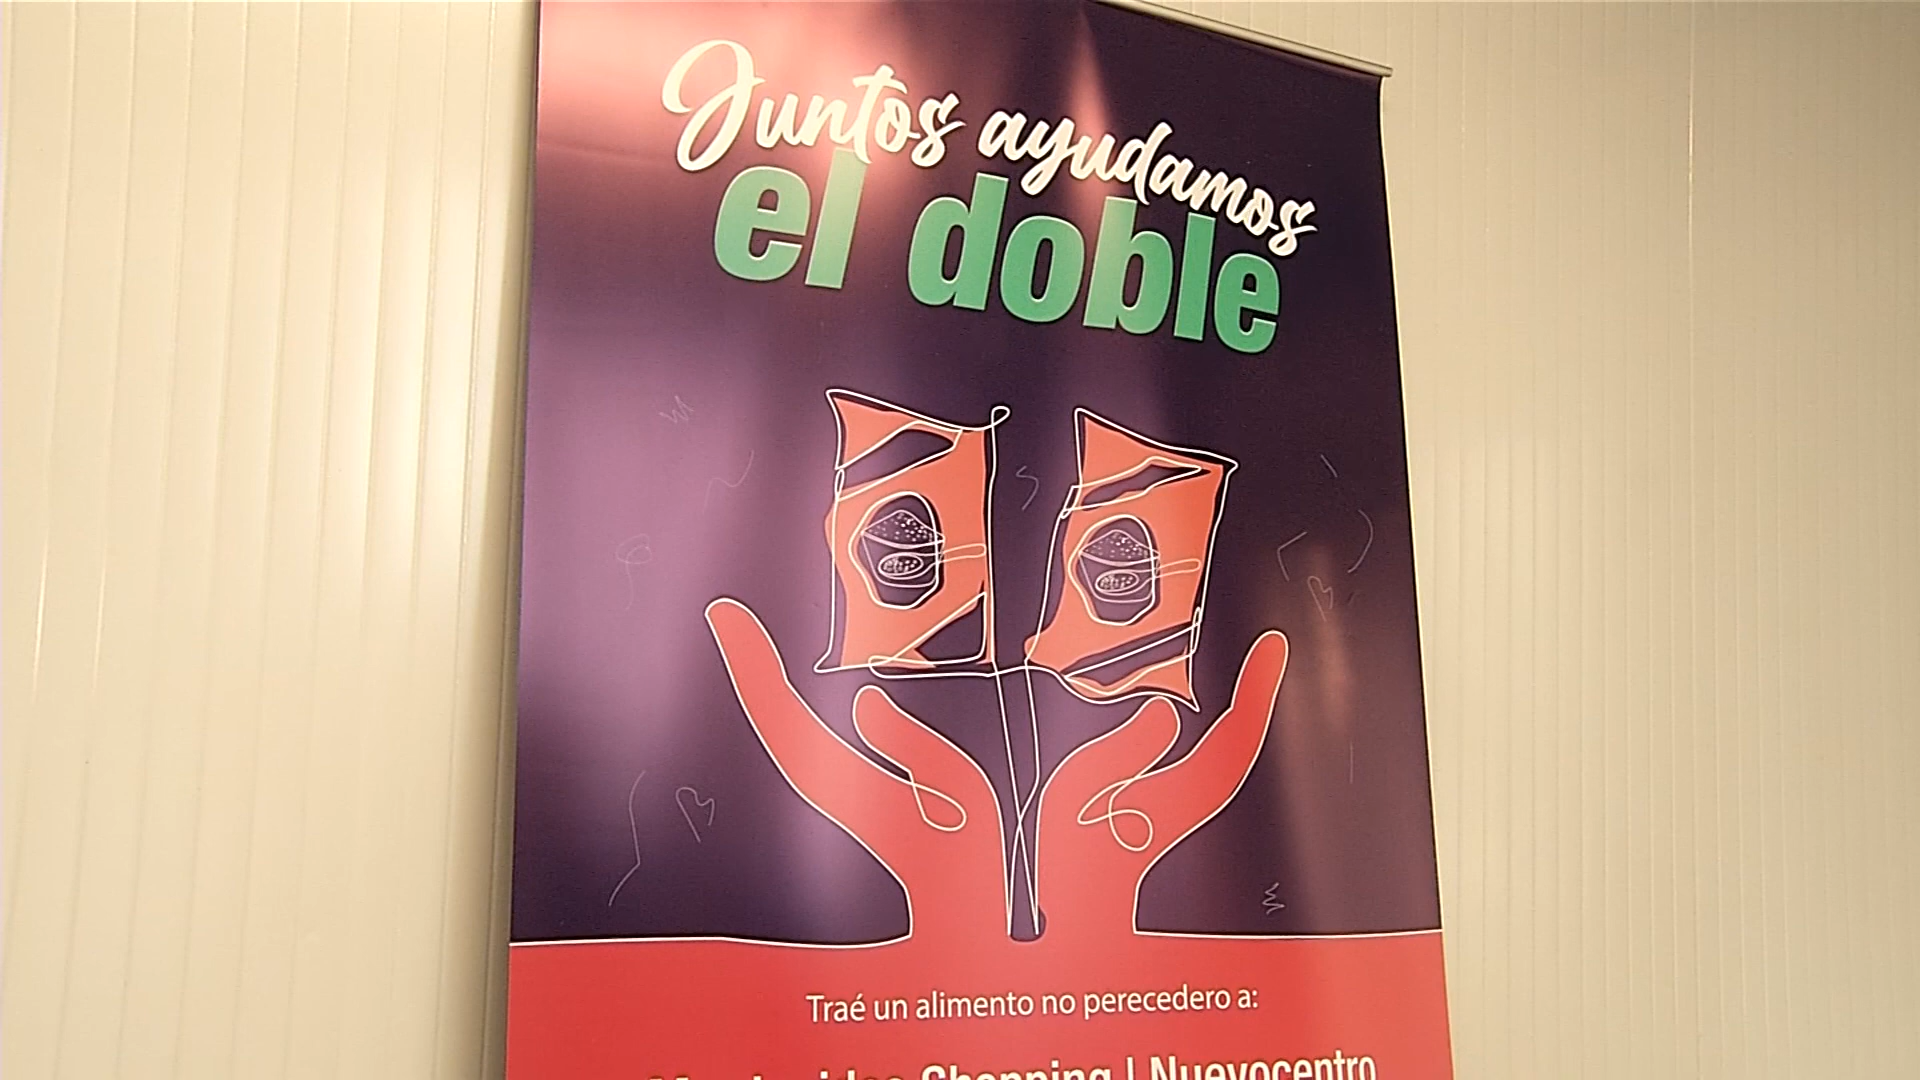 Juntos ayudamos
el doble
Traé un alimento no perecedero a:
Montevideo Shopping | Nuevocentro